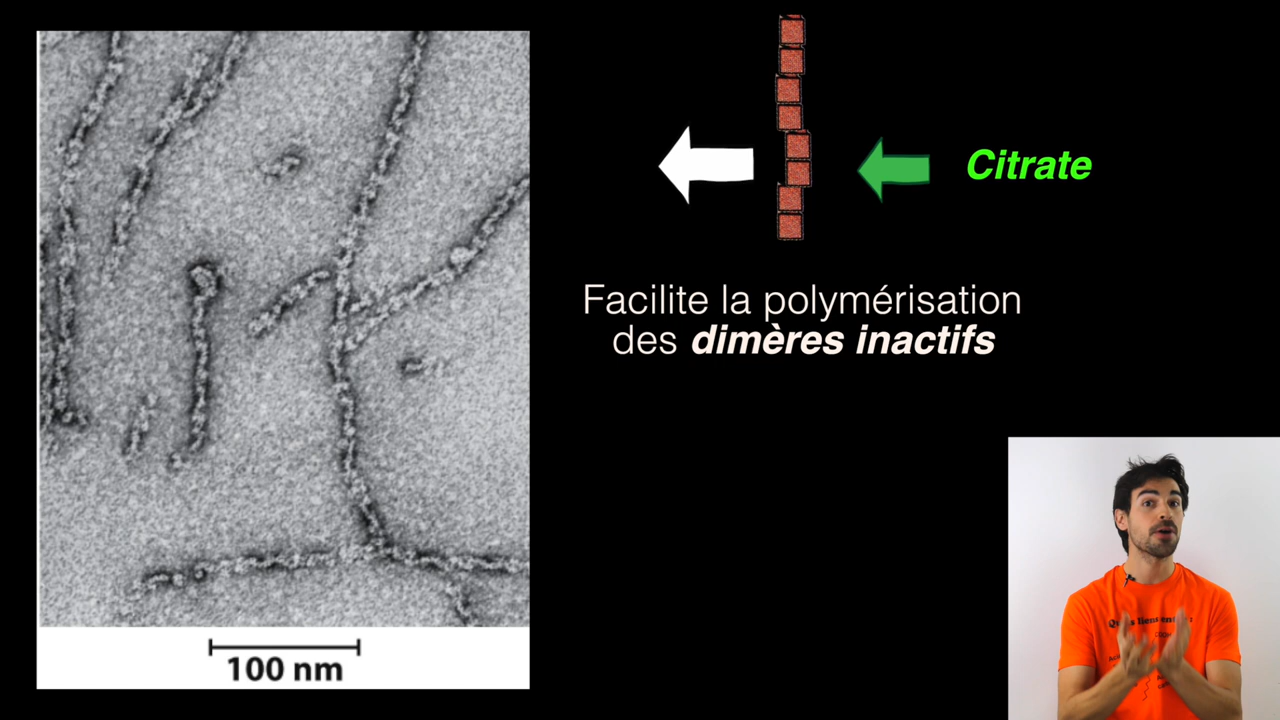 Citrate
Facilite la polymérisation
des dimères inactifs
100 nm